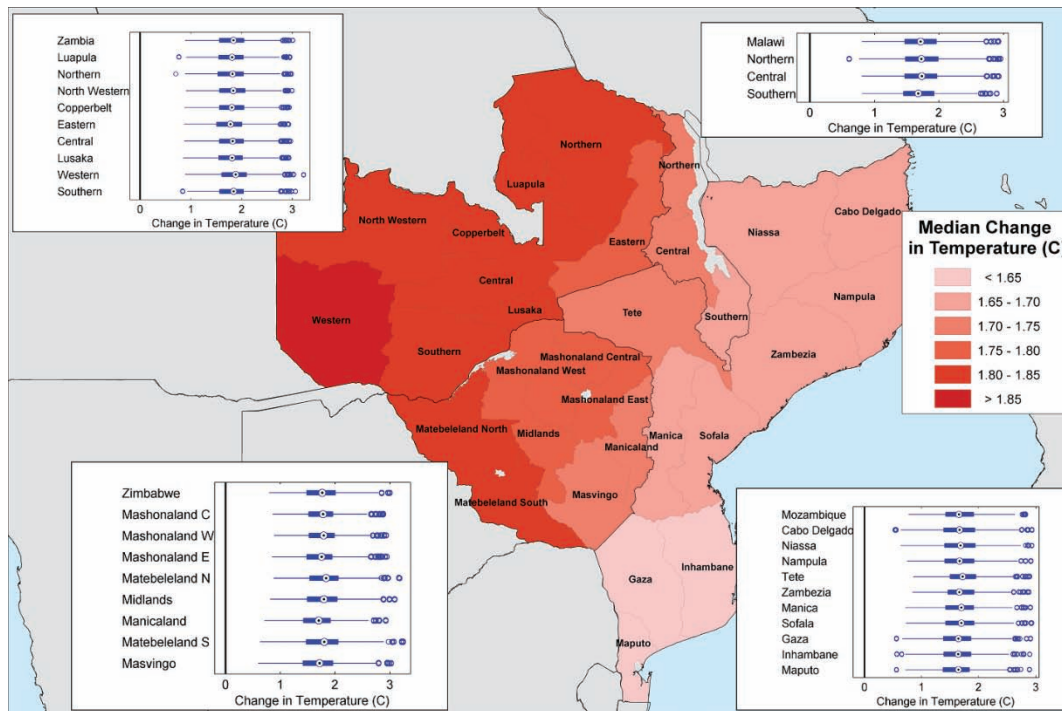 Zambia
Luapula
Northern
North Western
Copperbelt
Eastern
Central
Lusaka
Western
Southern
0 1 2 3
Change in Temperature (C)
Malawi
Northern
Central
Southern
0 1 2 3
Change in Temperature (C)
Northern
Northern
Luapula
Cabo Delgado
North Western
Niassa
Copperbelt
Eastern
Central
Central
Nampula
Lusaka
Tete
Southern
Western
Southern
Zambezia
Mashonaland Central
Mashonaland West
Mashonaland East
Matebeleland North
Midlands
Manica
Sofala
Manicaland
Matebeleland South
Masvingo
Gaza
Inhambane
Maputo
Median Change
in Temperature (C)
< 1.65
1.65 - 1.70
1.70 - 1.75
1.75 - 1.80
1.80 - 1.85
> 1.85
Zimbabwe
Mashonaland C
Mashonaland W
Mashonaland E
Matebeleland N
Midlands
Manicaland
Matebeleland S
Masvingo
0 1 2 3
Change in Temperature (C)
Mozambique
Cabo Delgado
Niassa
Nampula
Tete
Zambezia
Manica
Sofala
Gaza
Inhambane
Maputo
0 1 2 3
Change in Temperature (C)